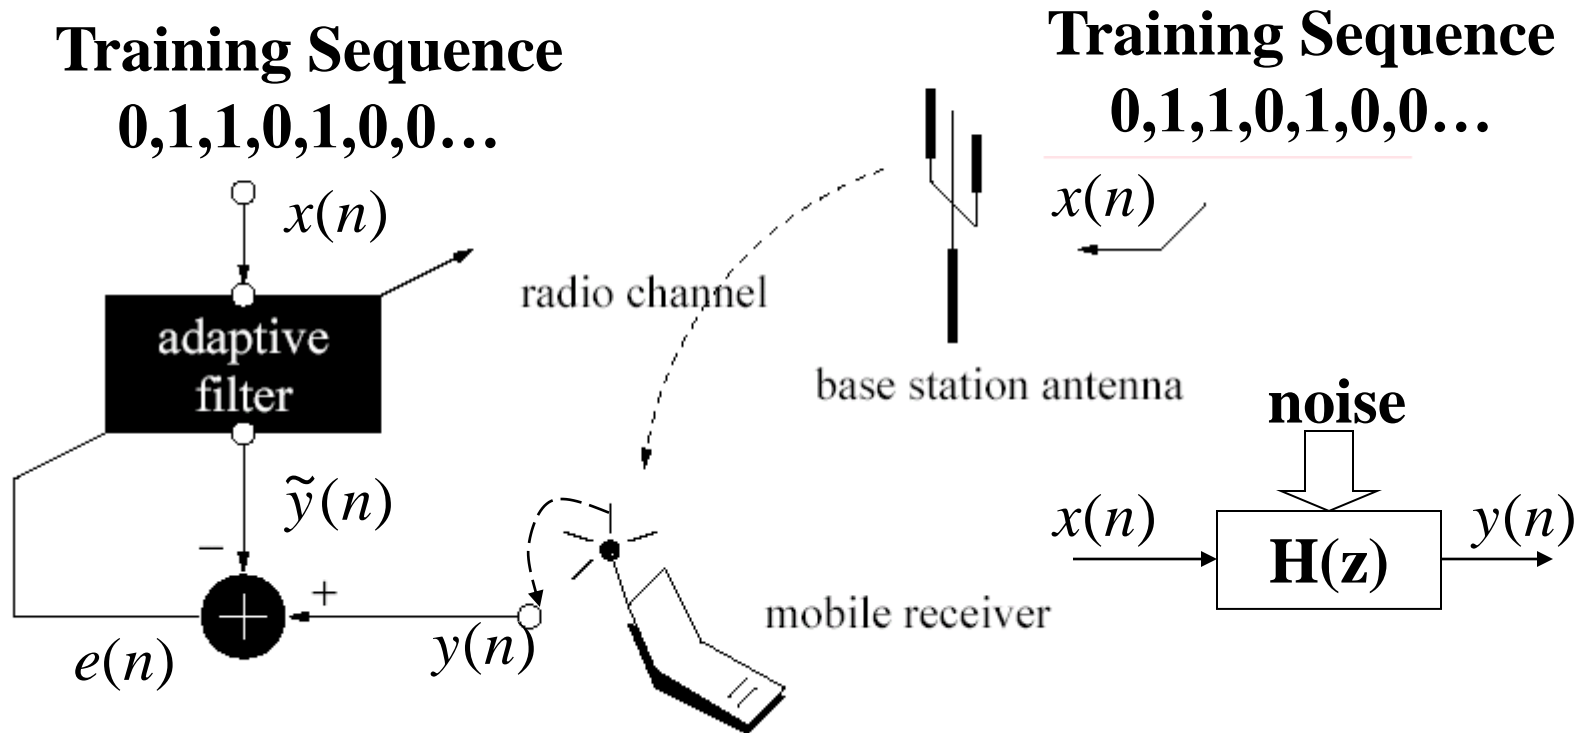 Training Sequence
0,1,1,0,1,0,0…
x(n)
adaptive
filter
ỹ(n)
−
+
e(n)
y(n)
radio channel
base station antenna
mobile receiver
Training Sequence
0,1,1,0,1,0,0…
x(n)
noise
x(n)
H(z)
y(n)